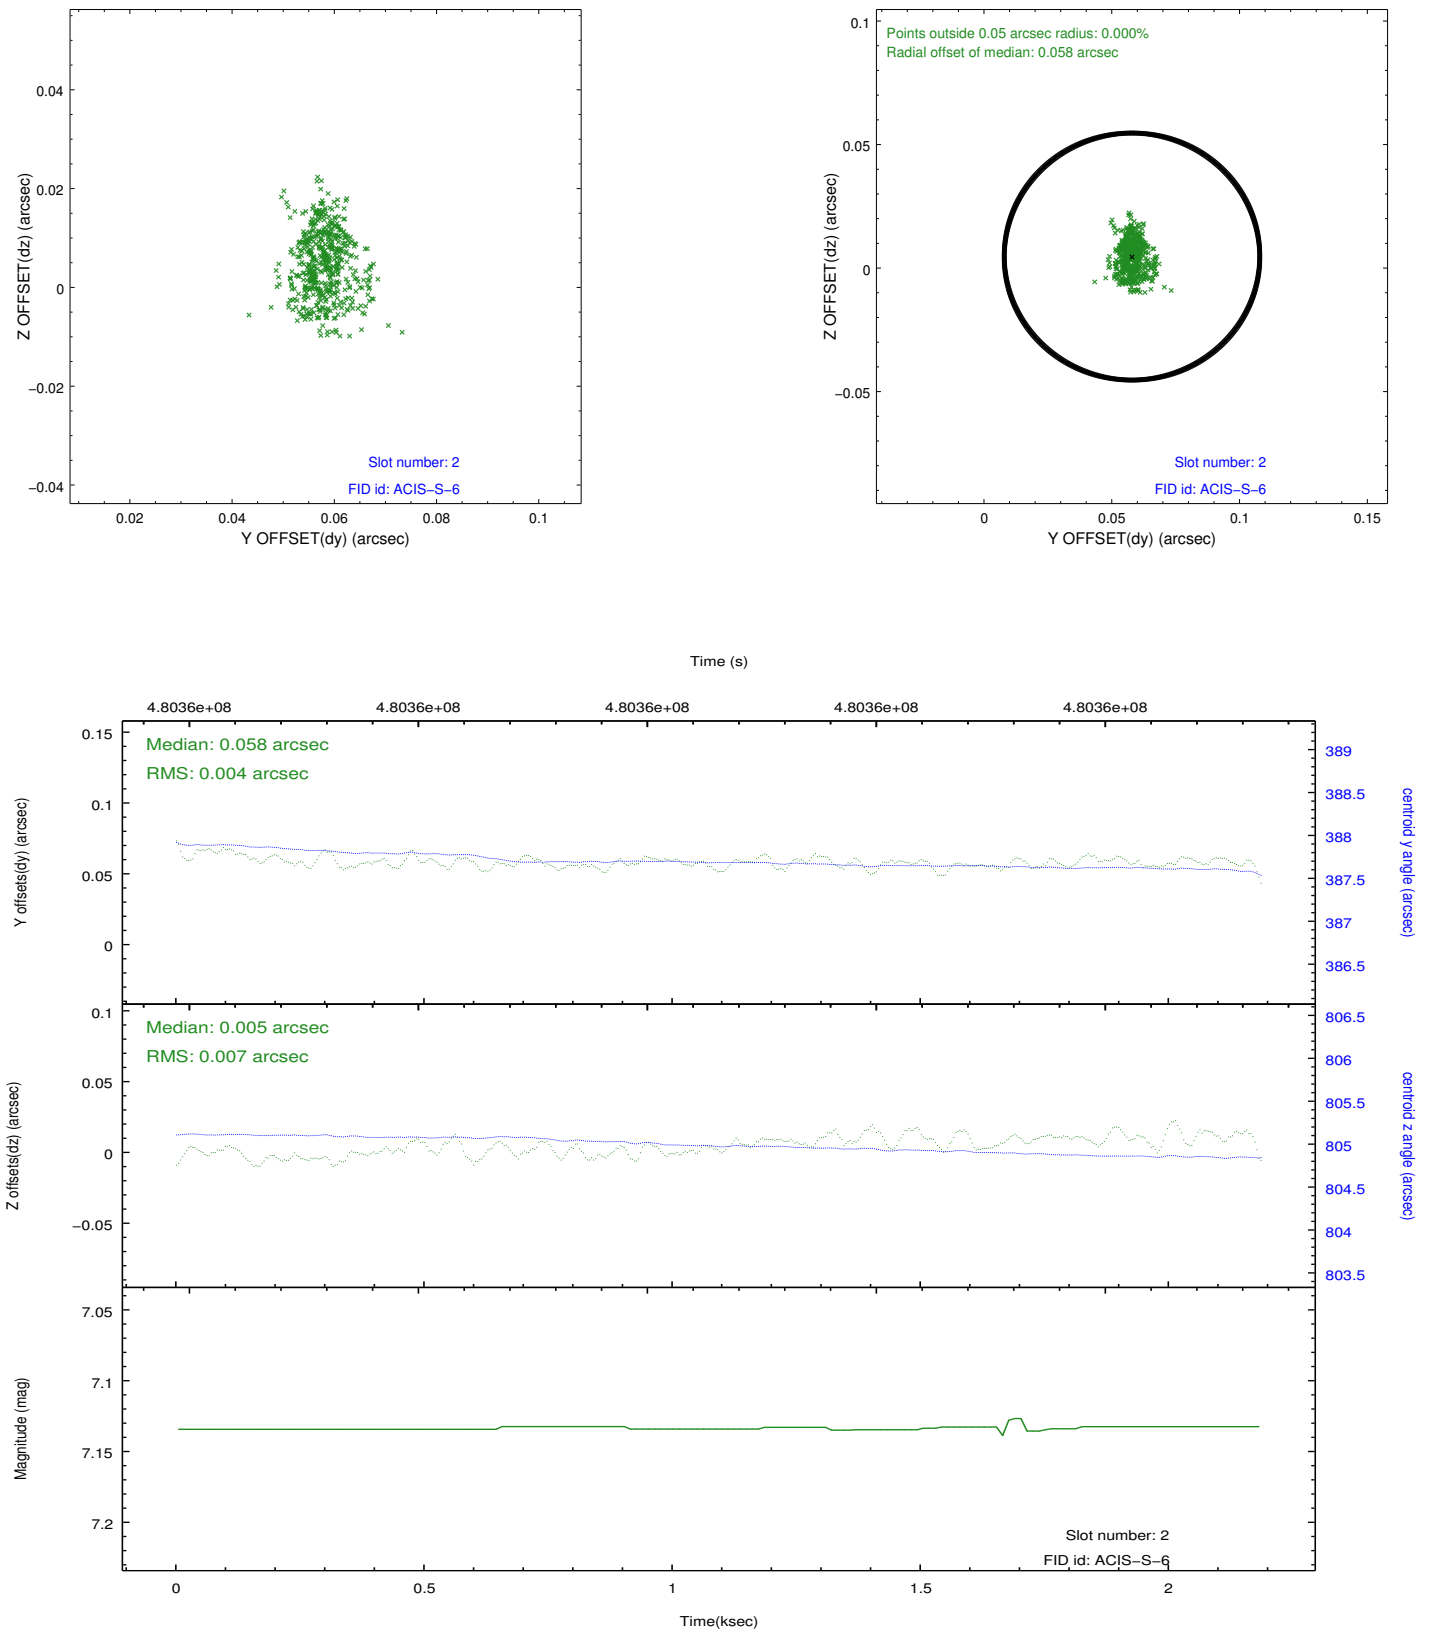 0.04
0.02
0
−0.02
−0.04
Z OFFSET(dz) (arcsec)
Slot number: 2
FID id: ACIS−S−6
0.02 0.04 0.06 0.08 0.1
Y OFFSET(dy) (arcsec)
0.1
0.05
0
−0.05
Z OFFSET(dz) (arcsec)
Points outside 0.05 arcsec radius: 0.000%
Radial offset of median: 0.058 arcsec
Slot number: 2
FID id: ACIS−S−6
0 0.05 0.1 0.15
Y OFFSET(dy) (arcsec)
Time (s)
4.8036e+08 4.8036e+08 4.8036e+08 4.8036e+08 4.8036e+08
0.15
0.1
0.05
0
Y offsets(dy) (arcsec)
Median: 0.058 arcsec
RMS: 0.004 arcsec
389
388.5
388
387.5
387
386.5
centroid y angle (arcsec)
0.1
0.05
0
−0.05
Z offsets(dz) (arcsec)
Median: 0.005 arcsec
RMS: 0.007 arcsec
806.5
806
805.5
805
804.5
804
803.5
centroid z angle (arcsec)
7.05
7.1
7.15
7.2
Magnitude (mag)
Slot number: 2
FID id: ACIS−S−6
0 0.5 1 1.5 2
Time(ksec)